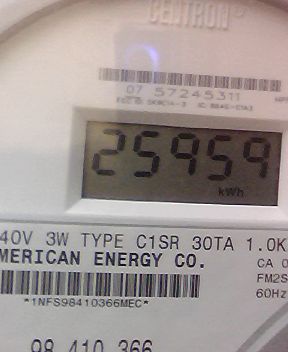 CENTRON®
07 57245311
25959
kWh
40V 3W TYPE C1SR 30TA 1.0K
MERICAN ENERGY CO.
CA 0
FM2S
60Hz
*1NFS98410366MEC*
98 410 366